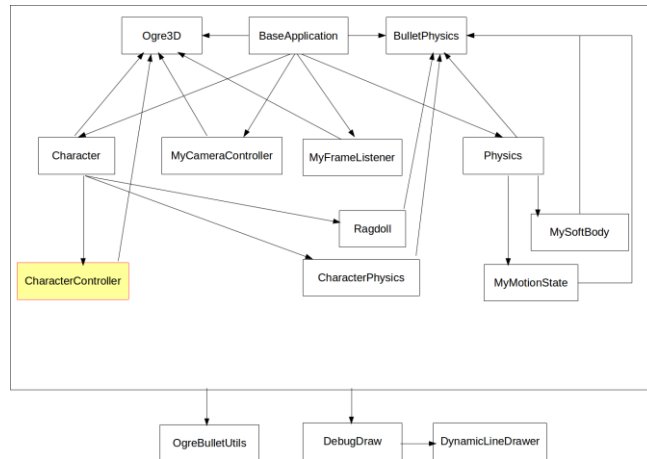 Ogre3D
BaseApplication
BulletPhysics
Character
MyCameraController
MyFrameListener
Physics
Ragdoll
MySoftBody
CharacterController
CharacterPhysics
MyMotionState
OgreBulletUtils
DebugDraw
DynamicLineDrawer